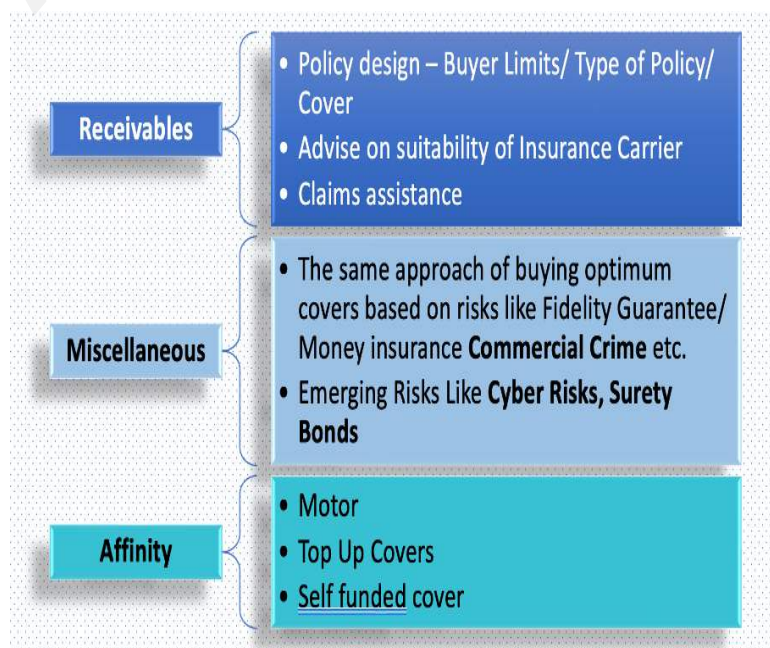 Receivables
• Policy design – Buyer Limits/ Type of Policy/
Cover
• Advise on suitability of Insurance Carrier
• Claims assistance
Miscellaneous
• The same approach of buying optimum
covers based on risks like Fidelity Guarantee/
Money insurance Commercial Crime etc.
• Emerging Risks Like Cyber Risks, Surety
Bonds
Affinity
• Motor
• Top Up Covers
• Self funded cover